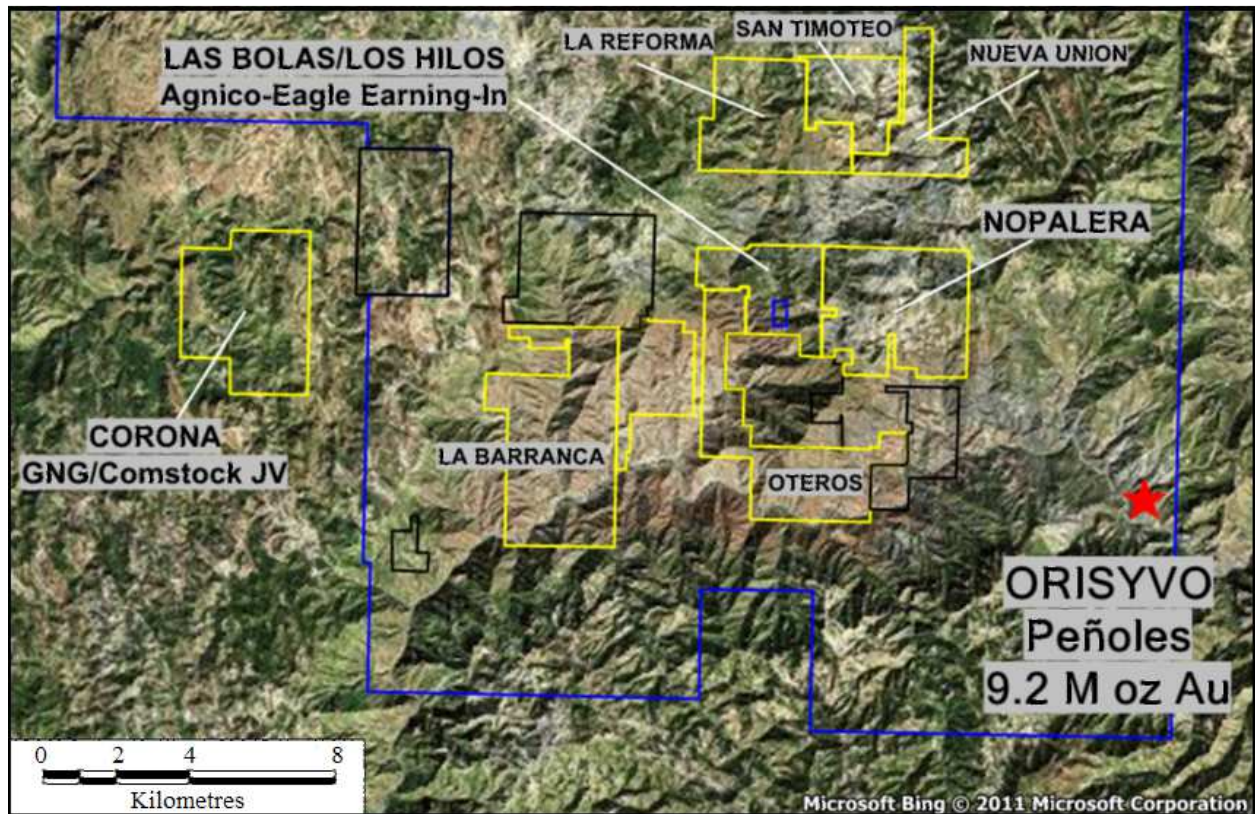 LAS BOLAS/LOS HILOS
Agnico-Eagle Earning-In
LA REFORMA
SAN TIMOTEO
NUEVA UNION
NOPALERA
CORONA
GNG/Comstock JV
LA BARRANCA
OTEROS
ORISYVO
Peñoles
9.2 M oz Au
0 2 4 8
Kilometres
Microsoft Bing © 2011 Microsoft Corporation